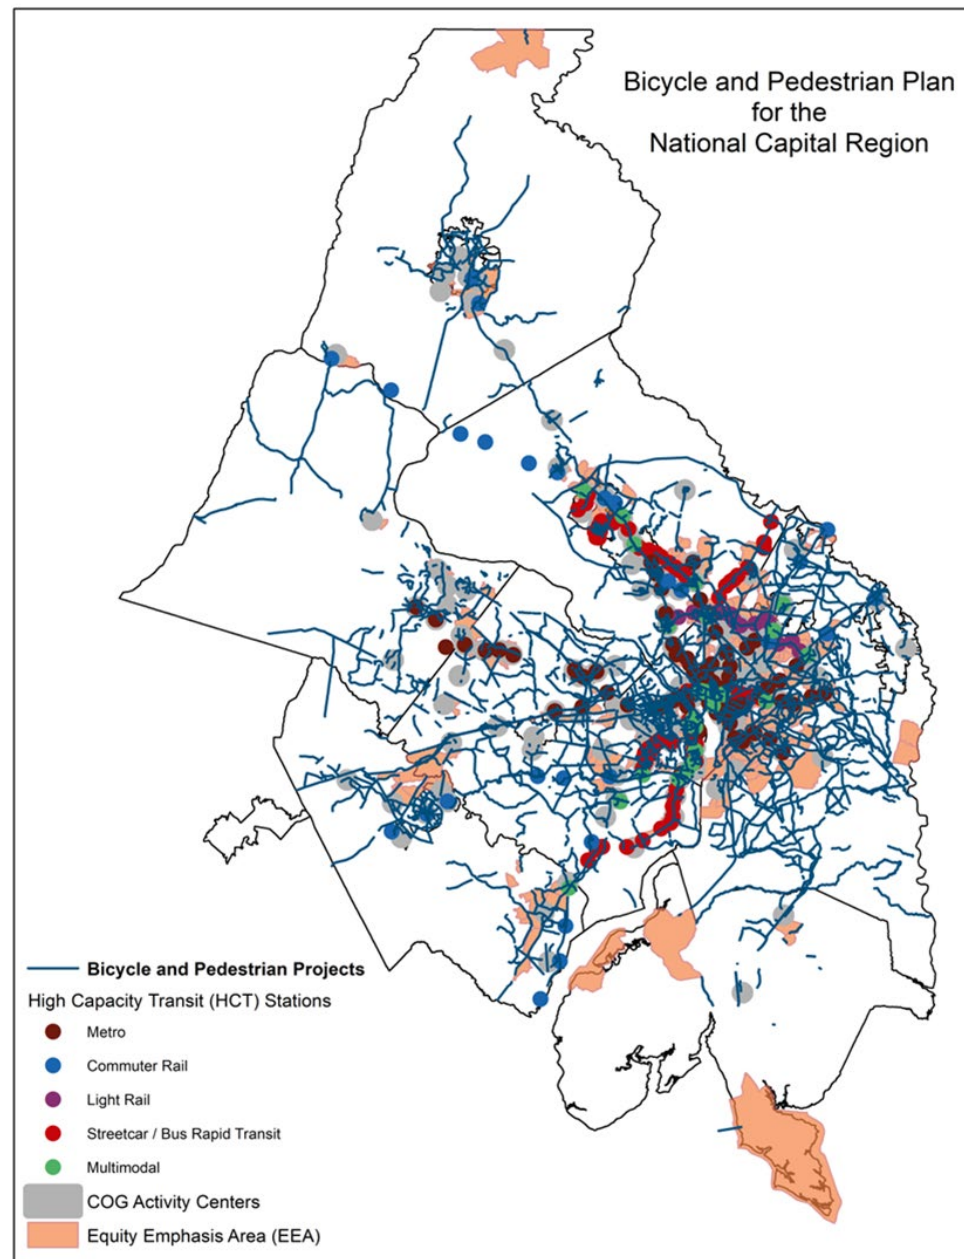 Bicycle and Pedestrian Plan
for the
National Capital Region
Bicycle and Pedestrian Projects
High Capacity Transit (HCT) Stations
Metro
Commuter Rail
Light Rail
Streetcar / Bus Rapid Transit
Multimodal
COG Activity Centers
Equity Emphasis Area (EEA)